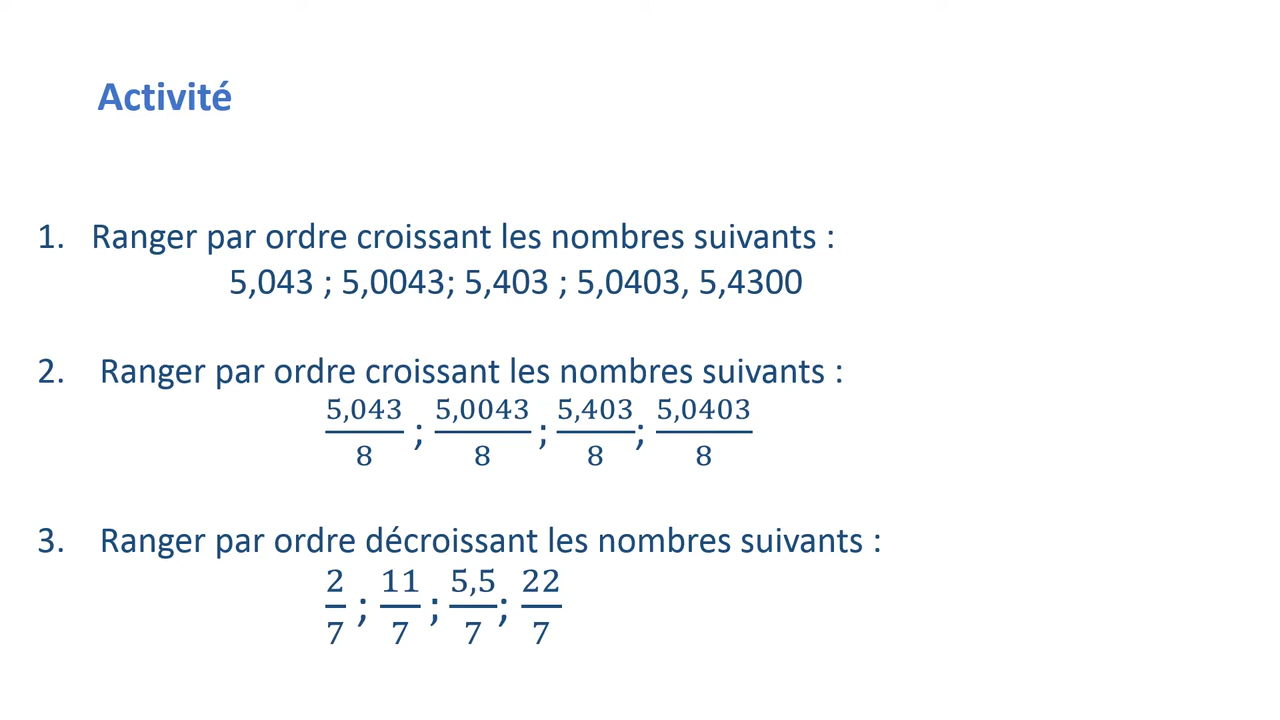 Activité
1. Ranger par ordre croissant les nombres suivants :
5,043 ; 5,0043; 5,403 ; 5,0403, 5,4300
2. Ranger par ordre croissant les nombres suivants :
5,043/8 ; 5,0043/8 ; 5,403/8; 5,0403/8
3. Ranger par ordre décroissant les nombres suivants :
2/7 ; 11/7 ; 5,5/7; 22/7